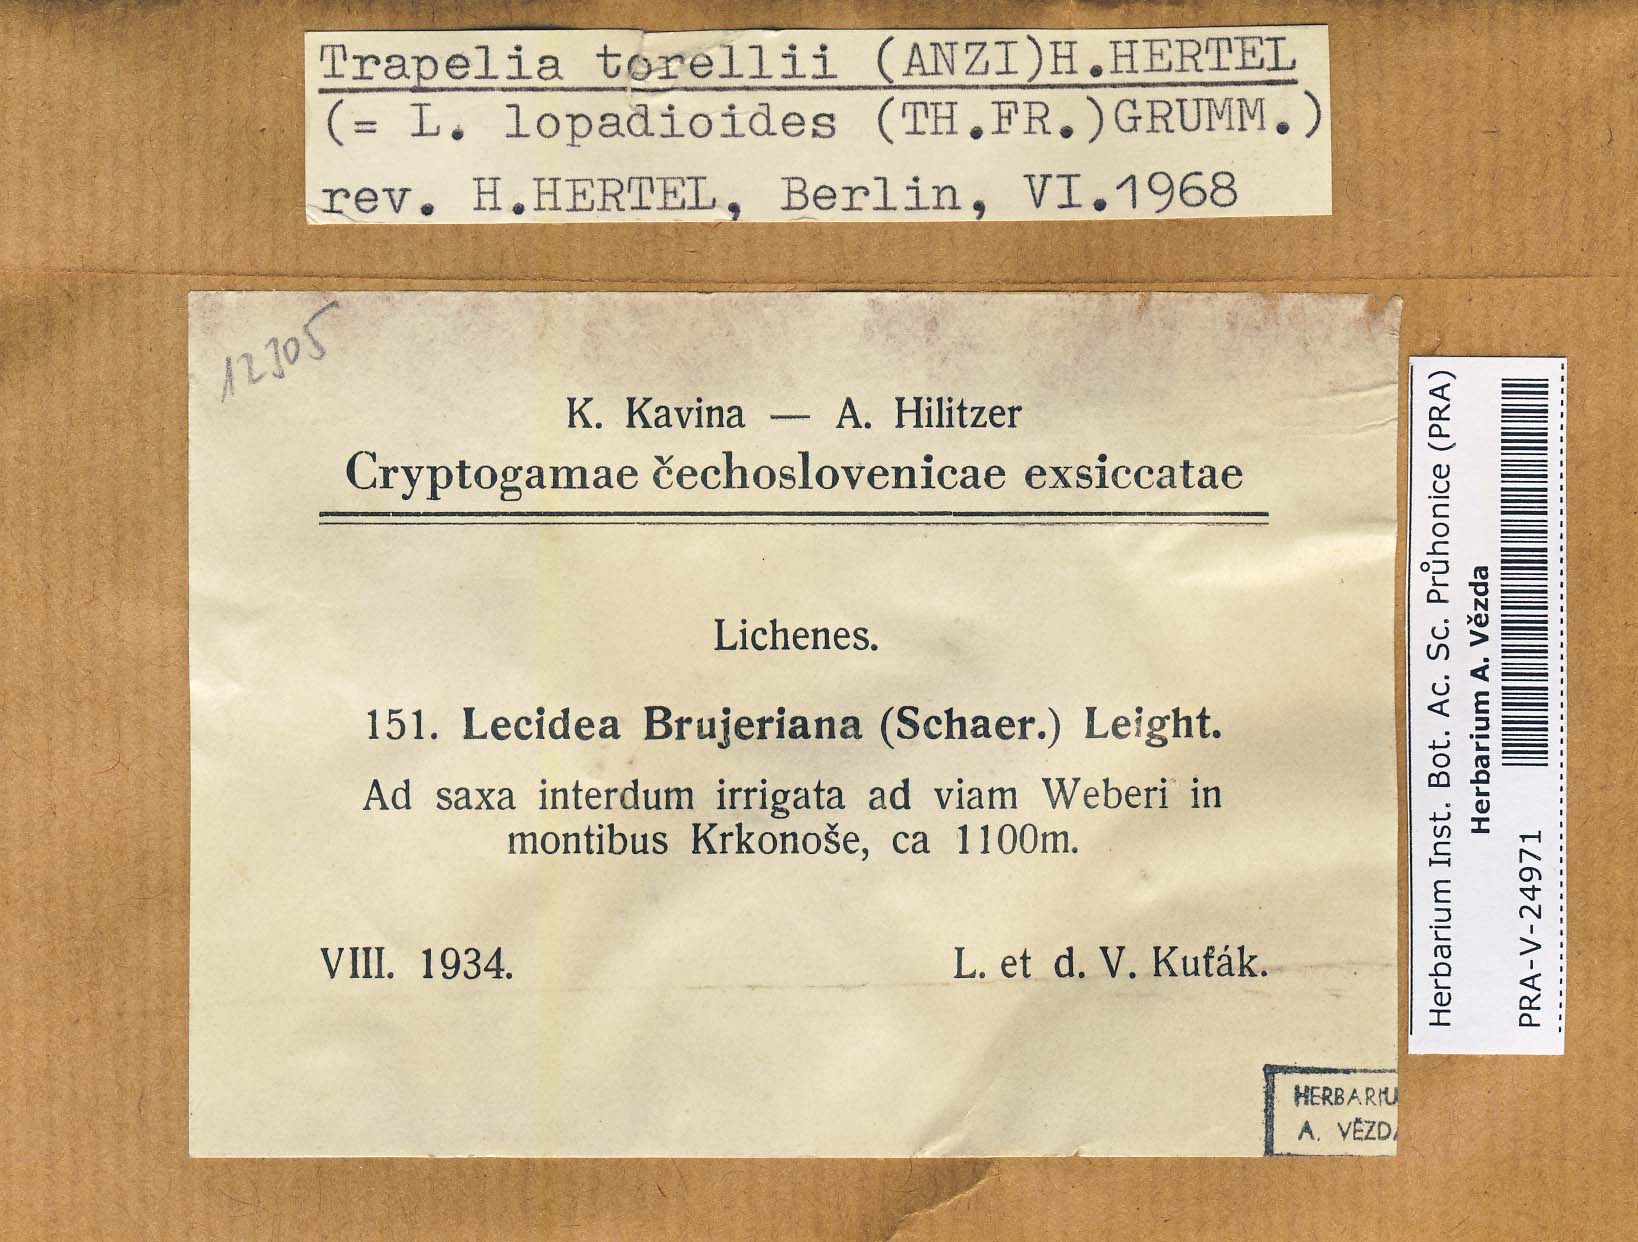 Trapelia torellii (ANZI)H.HERTEL
(= L. lopadioides (TH.FR.)GRUMM.)
rev. H.HERTEL, Berlin, VI.1968
12305
K. Kavina — A. Hilitzer
Cryptogamae čechoslovenicae exsiccatae
Lichenes.
151. Lecidea Brujeriana (Schaer.) Leight.
Ad saxa interdum irrigata ad viam Weberi in
montibus Krkonoše, ca 1100m.
VIII. 1934.
L. et d. V. Kuťák.
HERBARIU
A. VĚZDA
Herbarium Inst. Bot. Ac. Sc. Průhonice (PRA)
Herbarium A. Vězda
PRA-V-24971